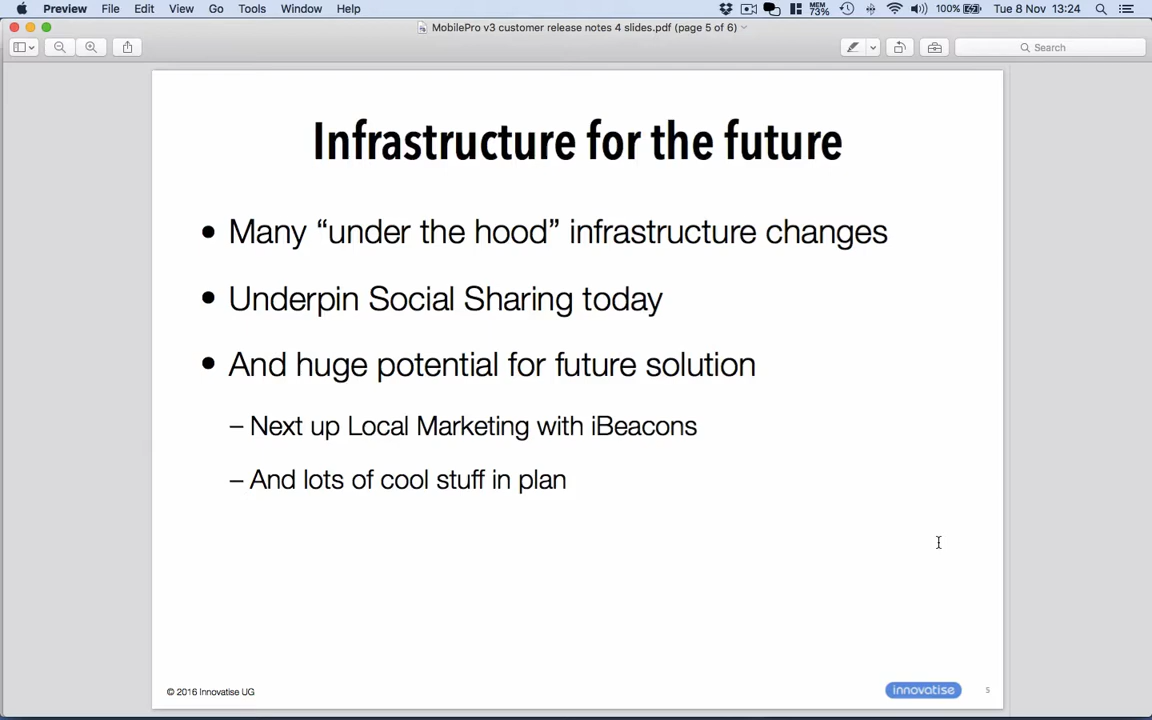 Preview File Edit View Go Tools Window Help MEM 73% 100% Tue 8 Nov 13:24
MobilePro v3 customer release notes 4 slides.pdf (page 5 of 6)
Search
Infrastructure for the future
• Many “under the hood” infrastructure changes
• Underpin Social Sharing today
• And huge potential for future solution
– Next up Local Marketing with iBeacons
– And lots of cool stuff in plan
© 2016 Innovatise UG innovatise 5